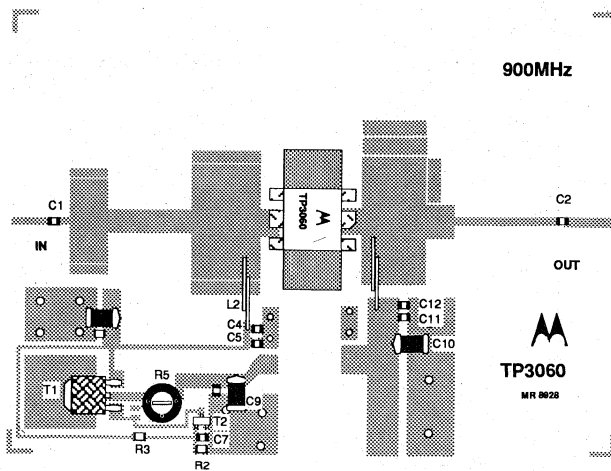 900MHz
TP3060
C1
C2
IN
OUT
L2
C4
C5
C12
C11
C10
TP3060
MR 8928
T1
R5
C9
T2
C7
R3
R2